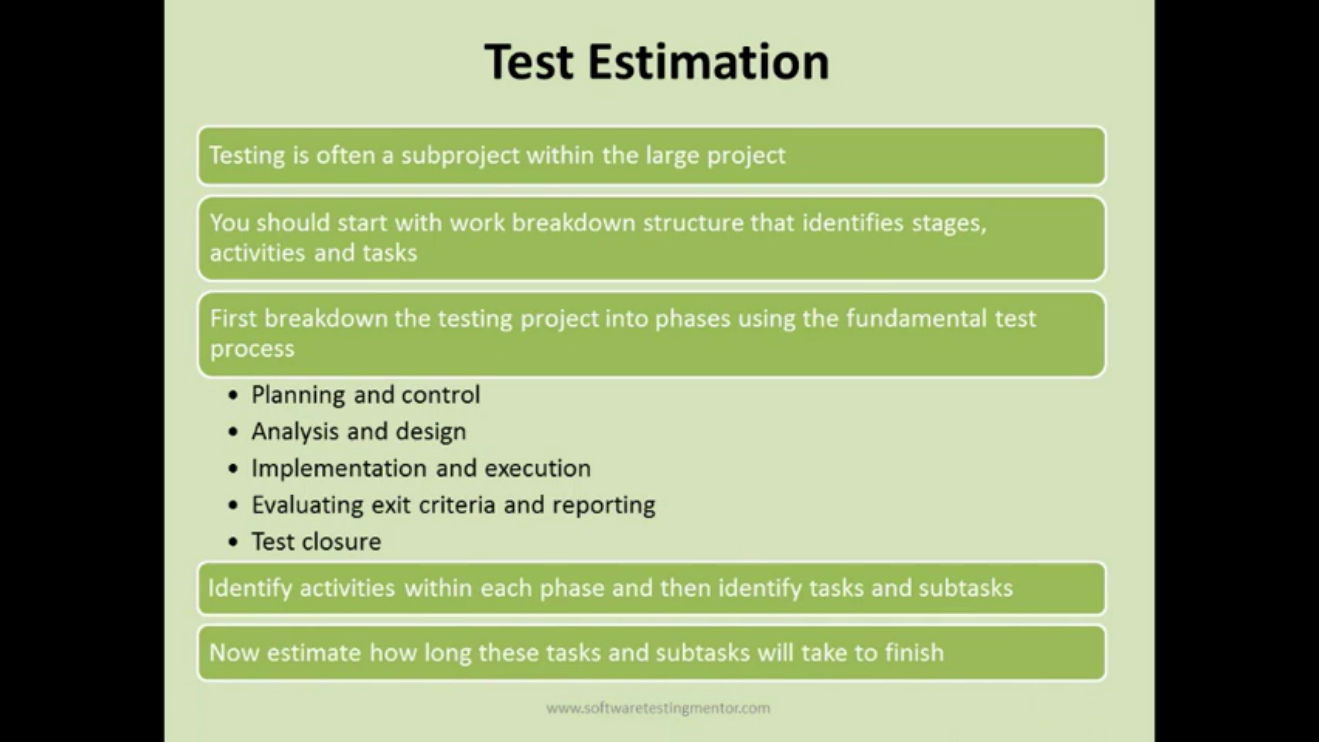 Test Estimation
Testing is often a subproject within the large project
You should start with work breakdown structure that identifies stages,
activities and tasks
First breakdown the testing project into phases using the fundamental test
process
• Planning and control
• Analysis and design
• Implementation and execution
• Evaluating exit criteria and reporting
• Test closure
Identify activities within each phase and then identify tasks and subtasks
Now estimate how long these tasks and subtasks will take to finish
www.softwaretestingmentor.com